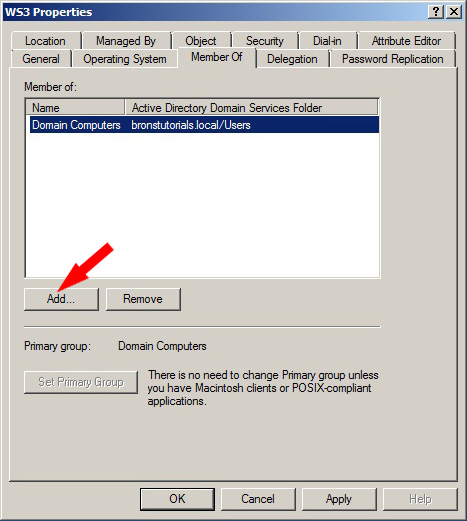 WS3 Properties
Location Managed By Object Security Dial-in Attribute Editor
General Operating System Member Of Delegation Password Replication
Member of:
Name Active Directory Domain Services Folder
Domain Computers bronstutorials.local/Users
Add... Remove
Primary group: Domain Computers
Set Primary Group
There is no need to change Primary group unless
you have Macintosh clients or POSIX-compliant
applications.
OK Cancel Apply Help